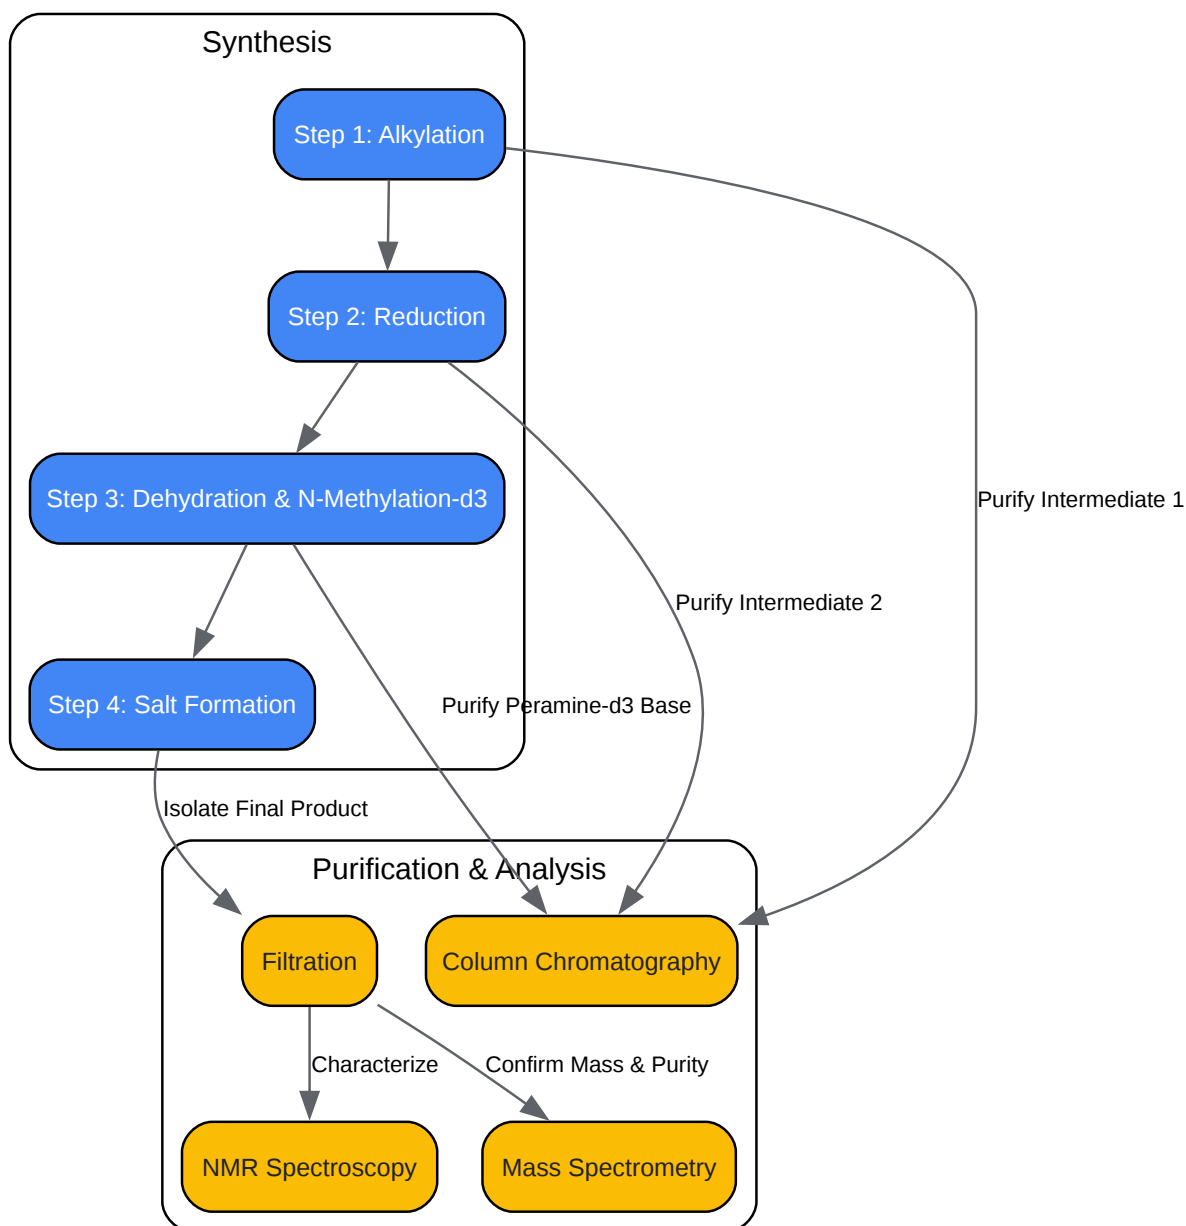 Synthesis
Step 1: Alkylation
Step 2: Reduction
Step 3: Dehydration & N-Methylation-d3
Purify Intermediate 1
Purify Intermediate 2
Step 4: Salt Formation
Purify Peramine-d3 Base
Isolate Final Product
Purification & Analysis
Filtration
Column Chromatography
Characterize
Confirm Mass & Purity
NMR Spectroscopy
Mass Spectrometry